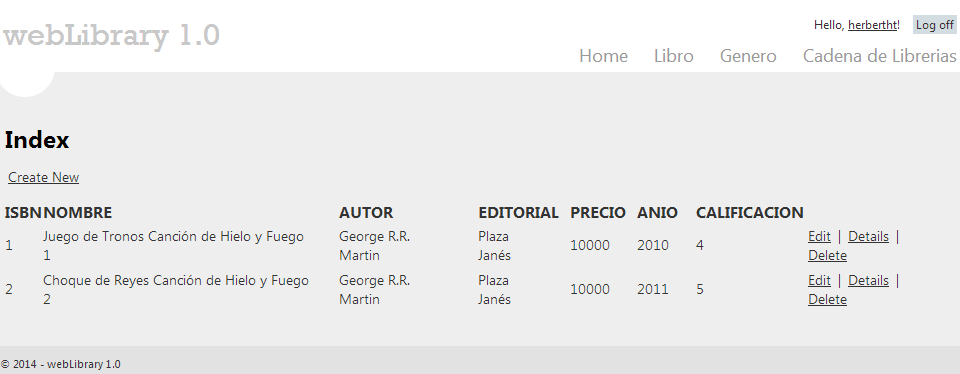 webLibrary 1.0
Hello, herbertht! Log off
Home Libro Genero Cadena de Librerias
Index
Create New
ISBN NOMBRE AUTOR EDITORIAL PRECIO ANIO CALIFICACION
1 Juego de Tronos Canción de Hielo y Fuego 1 George R.R. Martin Plaza Janés 10000 2010 4 Edit | Details | Delete
2 Choque de Reyes Canción de Hielo y Fuego 2 George R.R. Martin Plaza Janés 10000 2011 5 Edit | Details | Delete
© 2014 - webLibrary 1.0